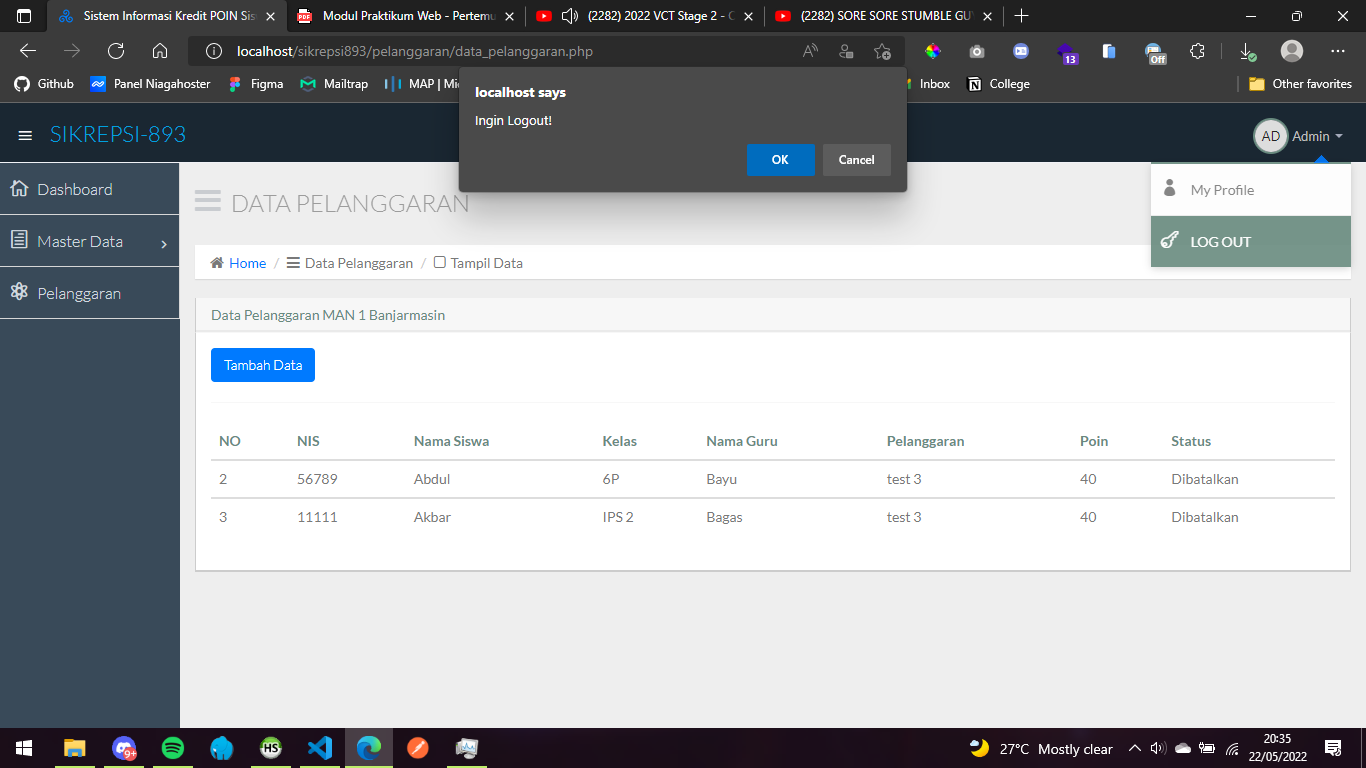 Sistem Informasi Kredit POIN Sis
Modul Praktikum Web - Pertemu
(2282) 2022 VCT Stage 2 - C
(2282) SORE SORE STUMBLE GU
localhost/sikrepsi893/pelanggaran/data_pelanggaran.php
13
Off
Github
Panel Niagahoster
Figma
Mailtrap
MAP | Mi
Inbox
College
Other favorites
localhost says
Ingin Logout!
OK
Cancel
SIKREPSI-893
AD
Admin
My Profile
LOG OUT
Dashboard
Master Data
Pelanggaran
DATA PELANGGARAN
Home / Data Pelanggaran / Tampil Data
Data Pelanggaran MAN 1 Banjarmasin
Tambah Data
NO NIS Nama Siswa Kelas Nama Guru Pelanggaran Poin Status
2 56789 Abdul 6P Bayu test 3 40 Dibatalkan
3 11111 Akbar IPS 2 Bagas test 3 40 Dibatalkan
9+
HS
27°C Mostly clear
20:35
22/05/2022